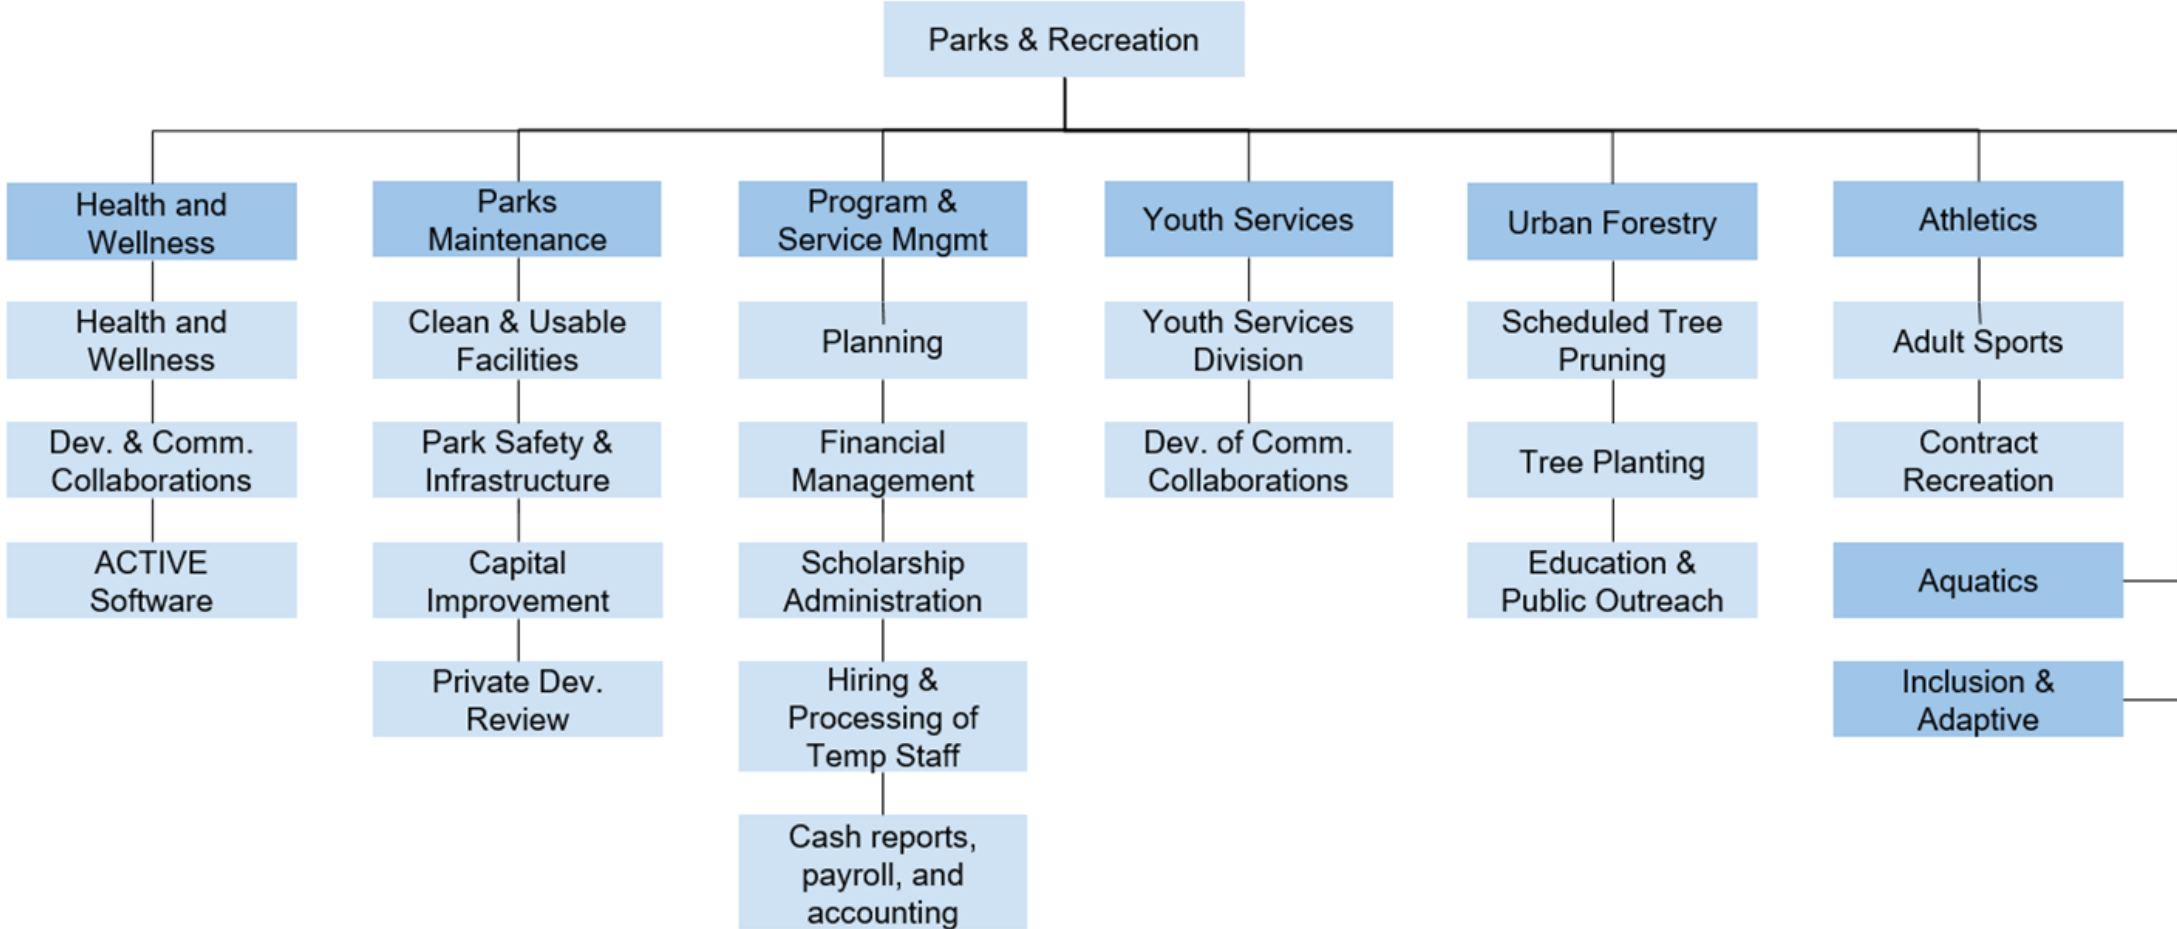 Parks & Recreation
Health and
Wellness
Health and
Wellness
Dev. & Comm.
Collaborations
ACTIVE
Software
Parks
Maintenance
Clean & Usable
Facilities
Park Safety &
Infrastructure
Capital
Improvement
Private Dev.
Review
Program &
Service Mngmt
Planning
Financial
Management
Scholarship
Administration
Hiring &
Processing of
Temp Staff
Cash reports,
payroll, and
accounting
Youth Services
Youth Services
Division
Dev. of Comm.
Collaborations
Urban Forestry
Scheduled Tree
Pruning
Tree Planting
Education &
Public Outreach
Athletics
Adult Sports
Contract
Recreation
Aquatics
Inclusion &
Adaptive